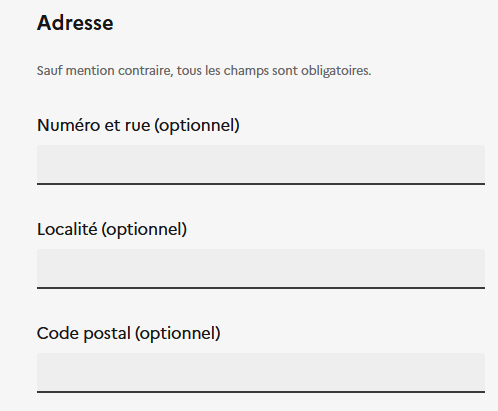 Adresse
Sauf mention contraire, tous les champs sont obligatoires.
Numéro et rue (optionnel)
Localité (optionnel)
Code postal (optionnel)